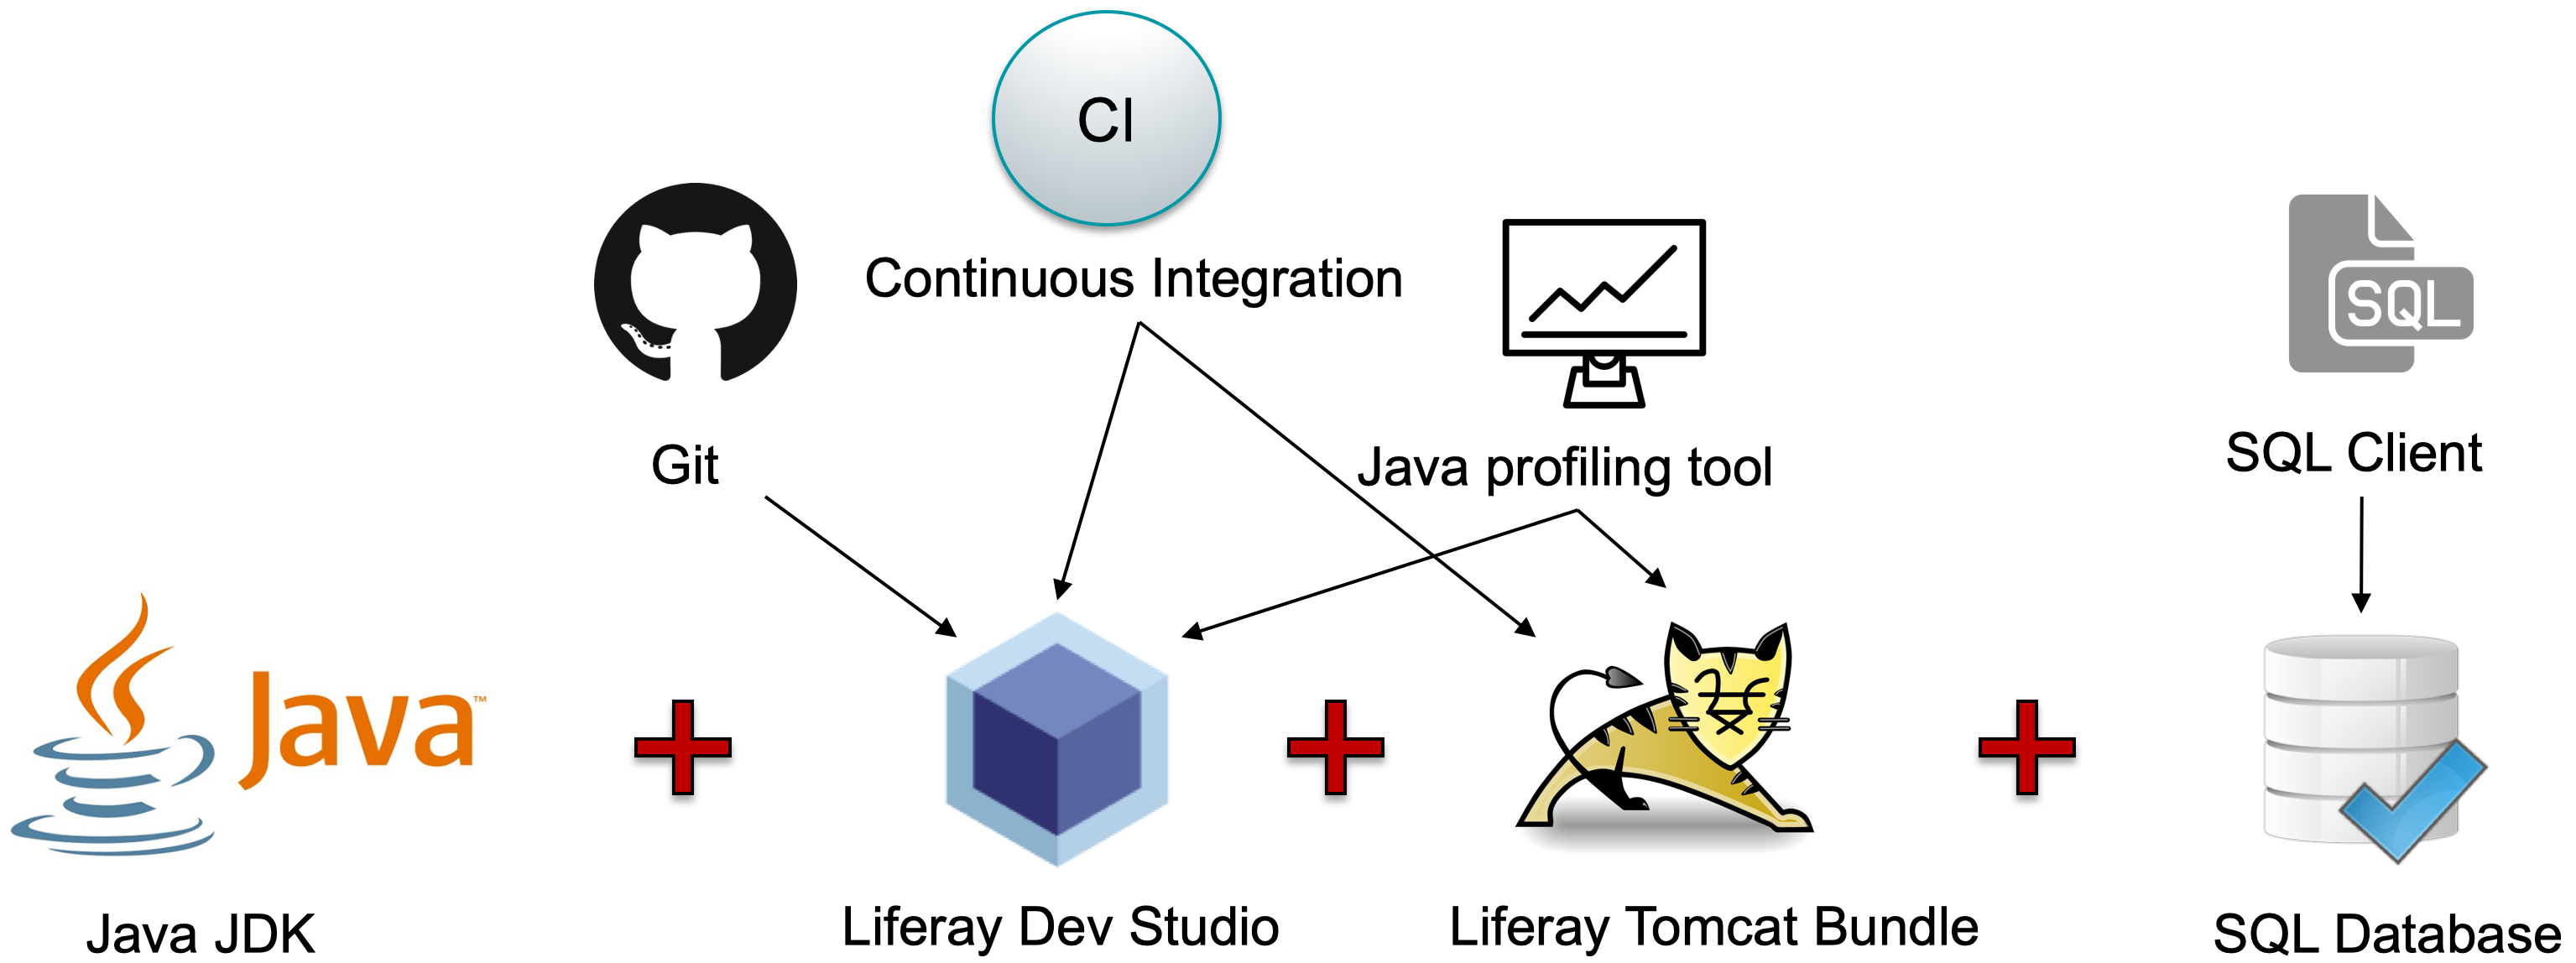 CI
Continuous Integration
SQL
Git
Java profiling tool
SQL Client
Java™
Java JDK
Liferay Dev Studio
Liferay Tomcat Bundle
SQL Database